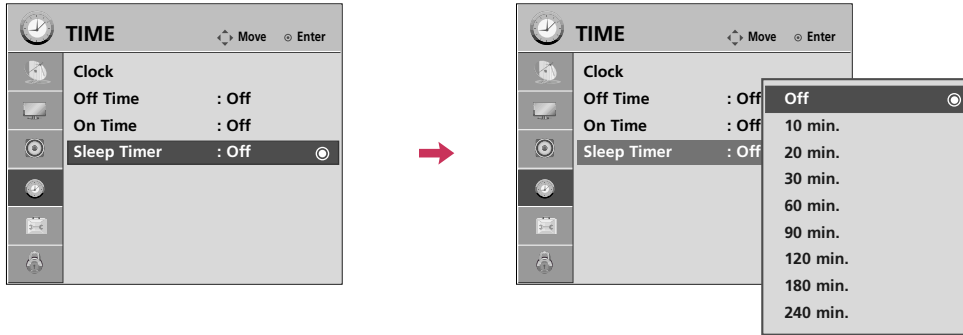 TIME Move Enter
Clock
Off Time : Off
On Time : Off
Sleep Timer : Off
TIME Move Enter
Clock
Off Time : Off
On Time : Off
Sleep Timer : Off
Off
10 min.
20 min.
30 min.
60 min.
90 min.
120 min.
180 min.
240 min.